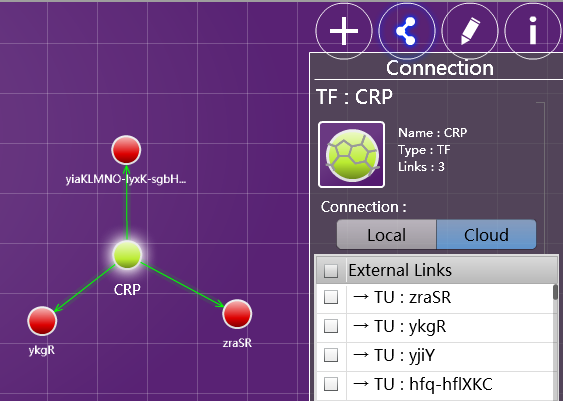 Connection
TF : CRP
Name : CRP
Type : TF
Links : 3
Connection :
Local
Cloud
External Links
→ TU : zraSR
→ TU : ykgR
→ TU : yjiY
→ TU : hfq-hflXKC
yiaKLMNO-lyxK-sgbH...
CRP
ykgR
zraSR